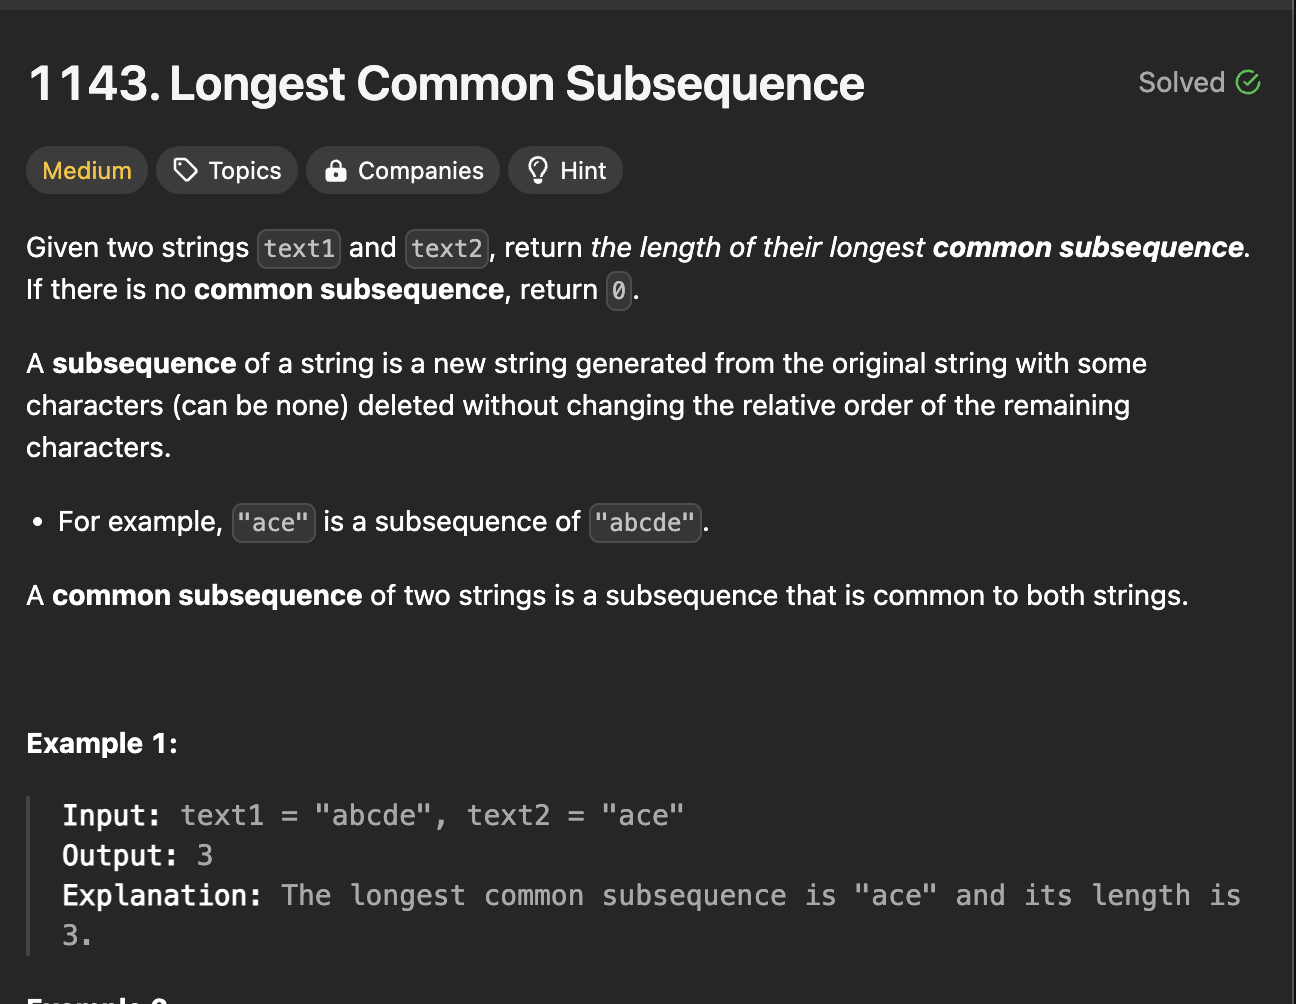 1143. Longest Common Subsequence
Solved
Medium
Topics
Companies
Hint
Given two strings text1 and text2, return the length of their longest common subsequence.
If there is no common subsequence, return 0.
A subsequence of a string is a new string generated from the original string with some
characters (can be none) deleted without changing the relative order of the remaining
characters.
• For example, "ace" is a subsequence of "abcde".
A common subsequence of two strings is a subsequence that is common to both strings.
Example 1:
Input: text1 = "abcde", text2 = "ace"
Output: 3
Explanation: The longest common subsequence is "ace" and its length is
3.
Example 2